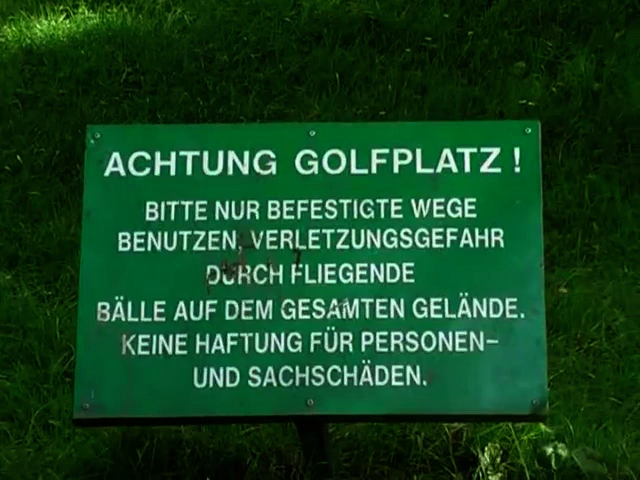 ACHTUNG GOLFPLATZ!
BITTE NUR BEFESTIGTE WEGE
BENUTZEN, VERLETZUNGSGEFAHR
DURCH FLIEGENDE
BÄLLE AUF DEM GESAMTEN GELÄNDE.
KEINE HAFTUNG FÜR PERSONEN-
UND SACHSCHÄDEN.